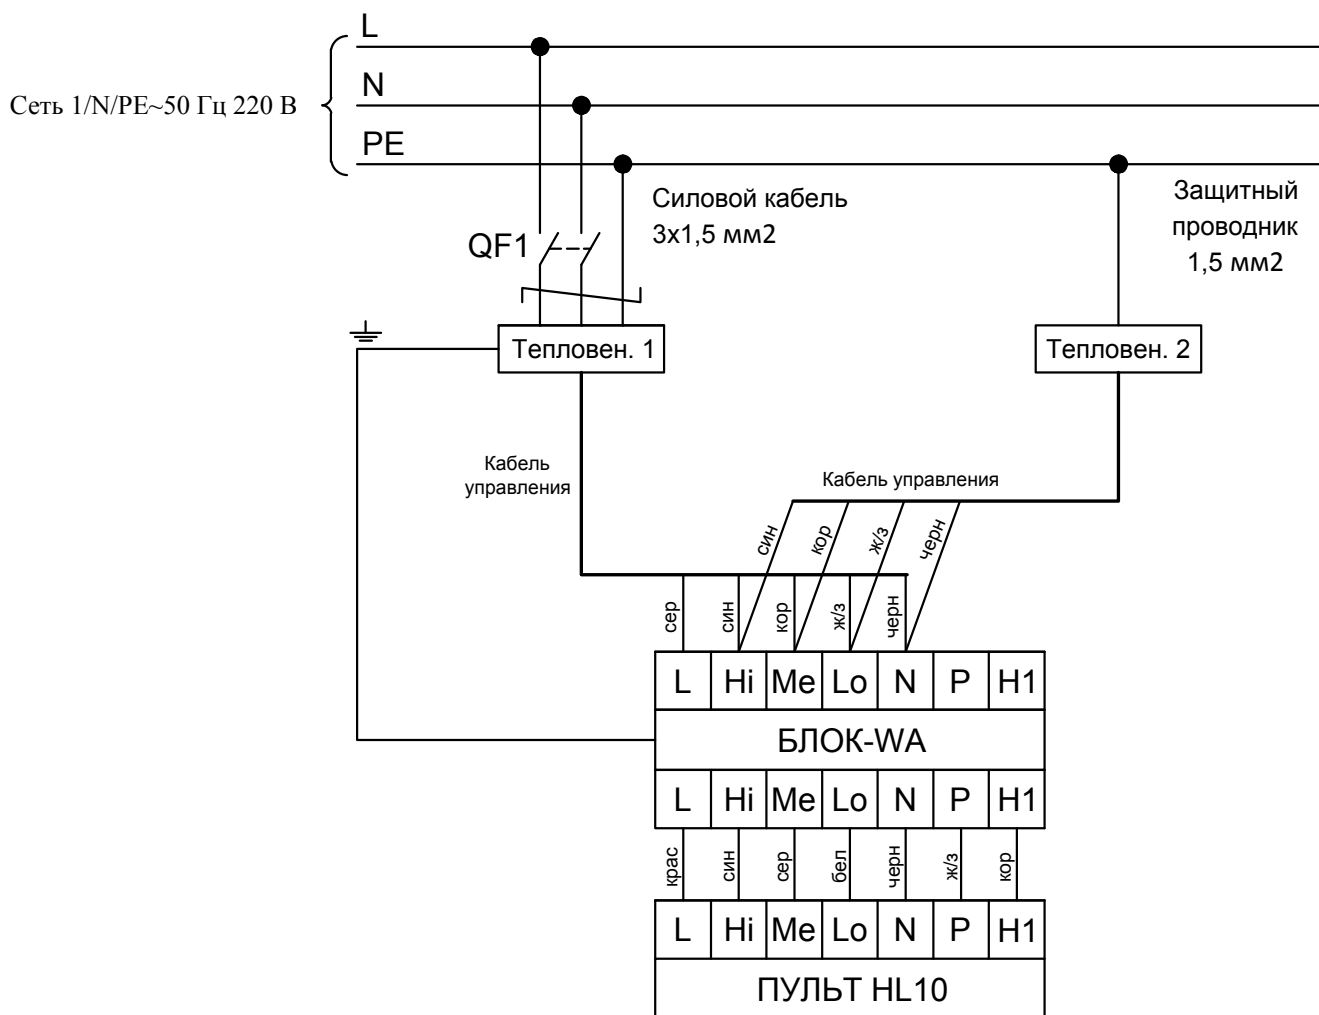 L
N
Сеть 1/N/PE~50 Гц 220 В
PE
Силовой кабель
3х1,5 мм2
Защитный
проводник
1,5 мм2
QF1
Тепловен. 1
Тепловен. 2
Кабель
управления
Кабель управления
син
кор
ж/з
черн
сер
син
кор
ж/з
черн
L Hi Me Lo N P H1
БЛОК-WA
L Hi Me Lo N P H1
крас
син
сер
бел
черн
ж/з
кор
L Hi Me Lo N P H1
ПУЛЬТ HL10